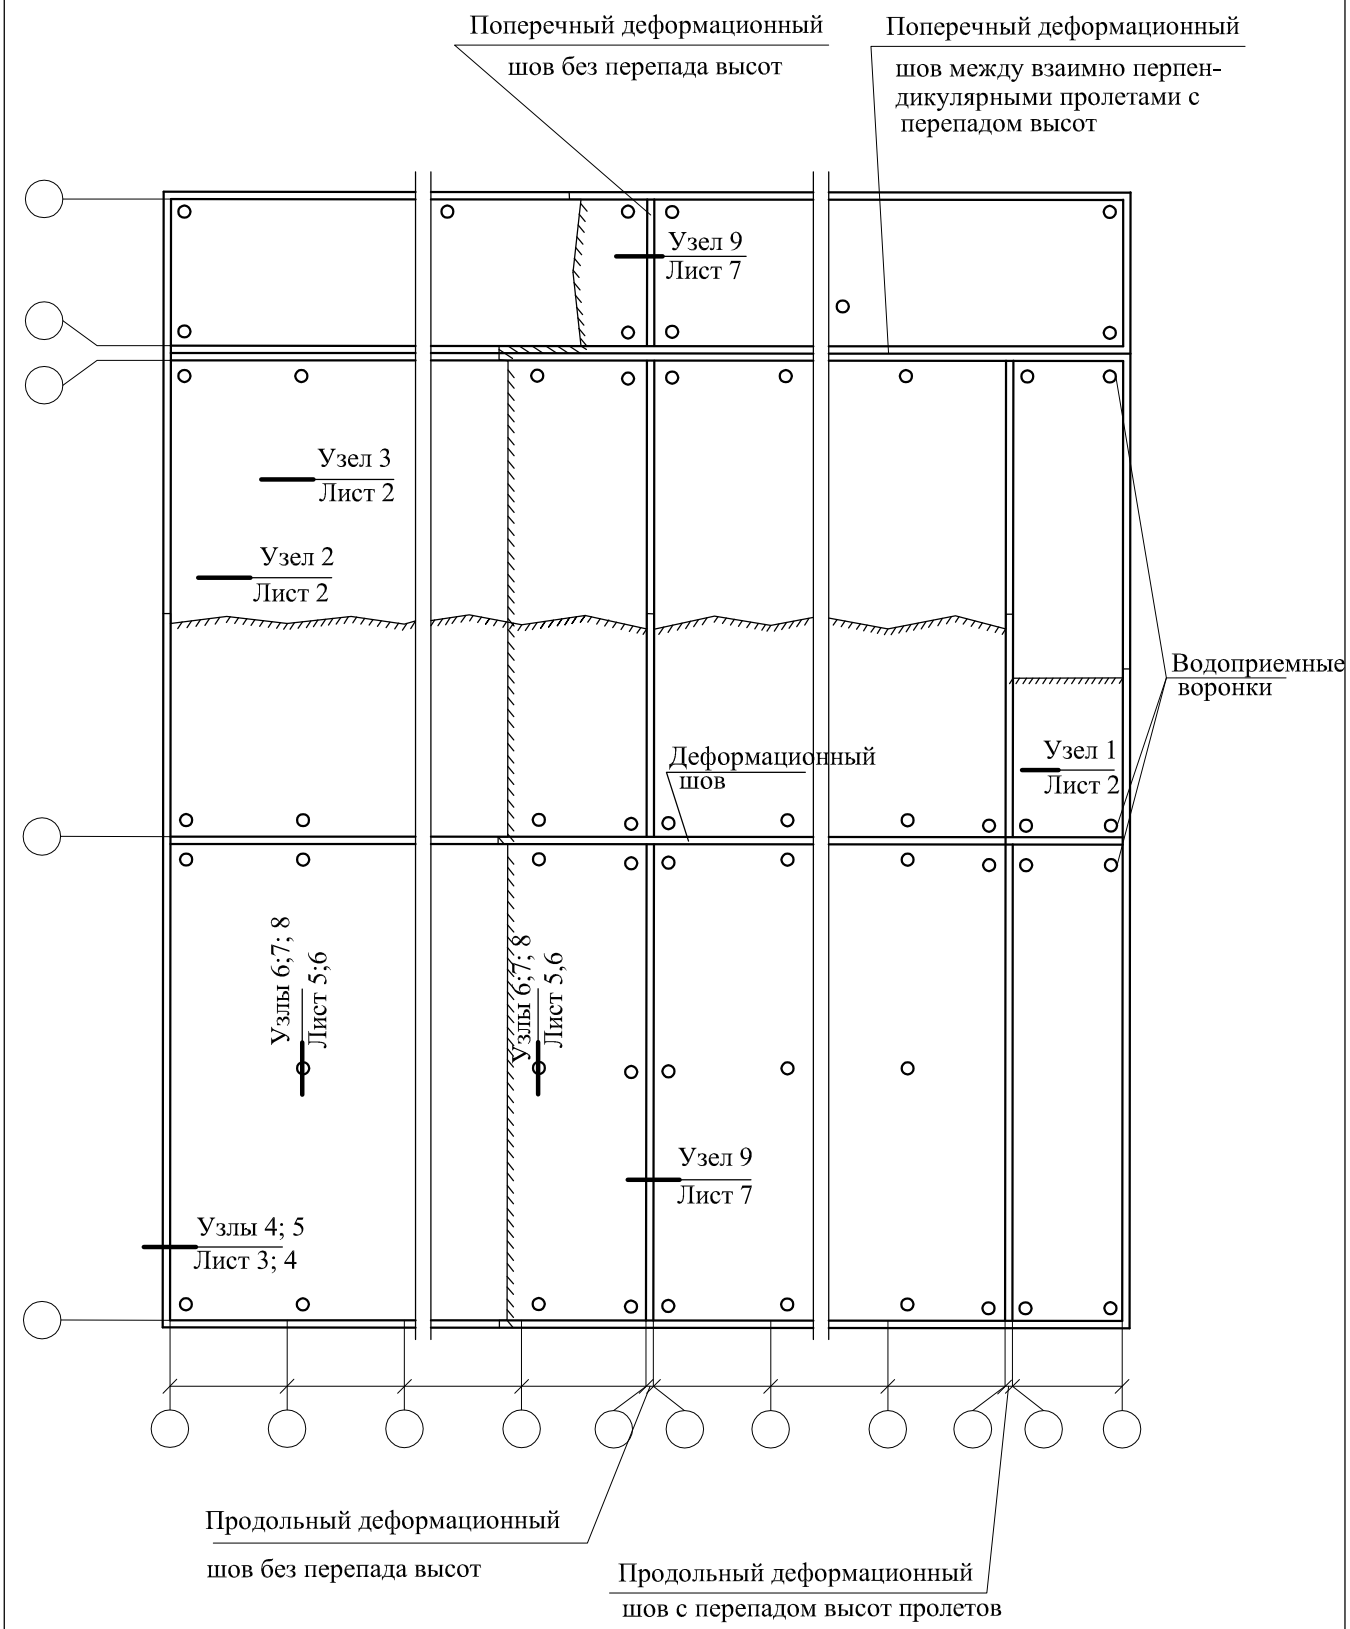 Поперечный деформационный
шов без перепада высот
Поперечный деформационный
шов между взаимно перпен-
дикулярными пролетами с
перепадом высот
Узел 9
Лист 7
Узел 3
Лист 2
Узел 2
Лист 2
Водоприемные
воронки
Деформационный
шов
Узел 1
Лист 2
Узлы 6;7; 8
Лист 5;6
Узлы 6;7; 8
Лист 5,6
Узел 9
Лист 7
Узлы 4; 5
Лист 3; 4
Продольный деформационный
шов без перепада высот
Продольный деформационный
шов с перепадом высот пролетов